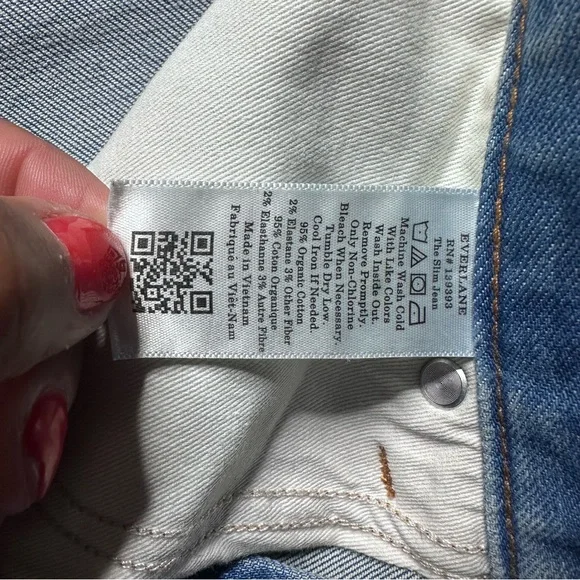 EVERLANE
RN# 139393
The Slim Jean
Machine Wash Cold
With Like Colors
Wash Inside Out.
Remove Promptly.
Only Non-Chlorine
Bleach When Necessary.
Tumble Dry Low.
Cool Iron If Needed.
95% Organic Cotton
2% Elastane 3% Other Fiber
95% Coton Organique
2% Elasthanne 3% Autre Fibre
Made in Vietnam
Fabriqué au Việt-Nam